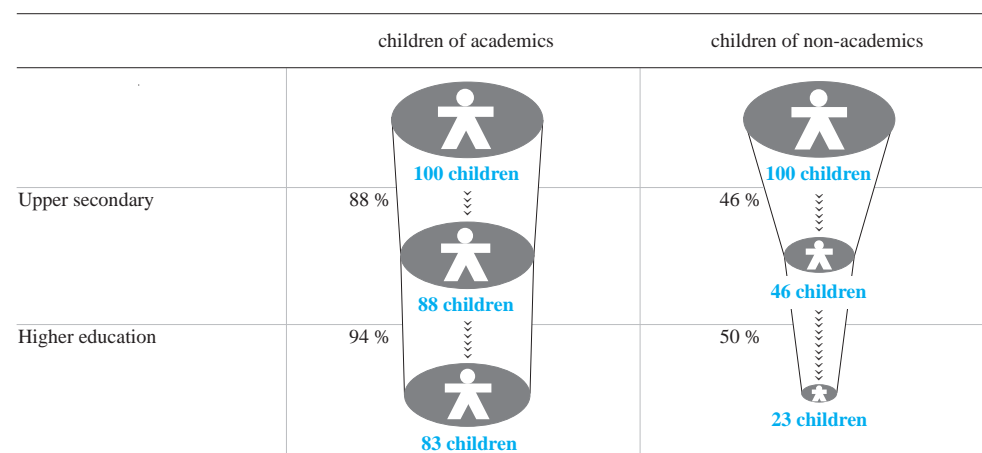 children of academics children of non-academics
100 children 100 children
Upper secondary 88 % 46 %
88 children 46 children
Higher education 94 % 50 %
83 children 23 children